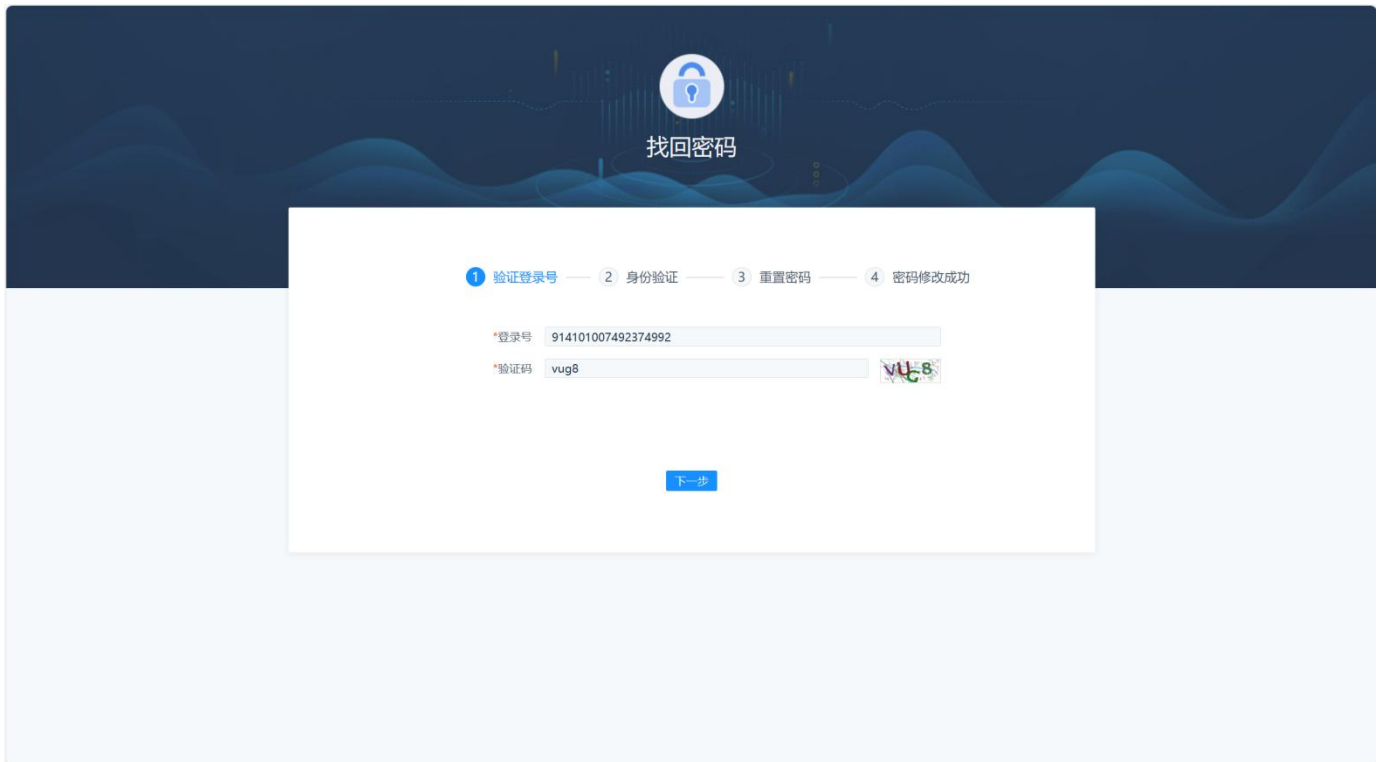 找回密码
1 验证登录号 2 身份验证 3 重置密码 4 密码修改成功
*登录号 914101007492374992
*验证码 vug8 VUG8
下一步